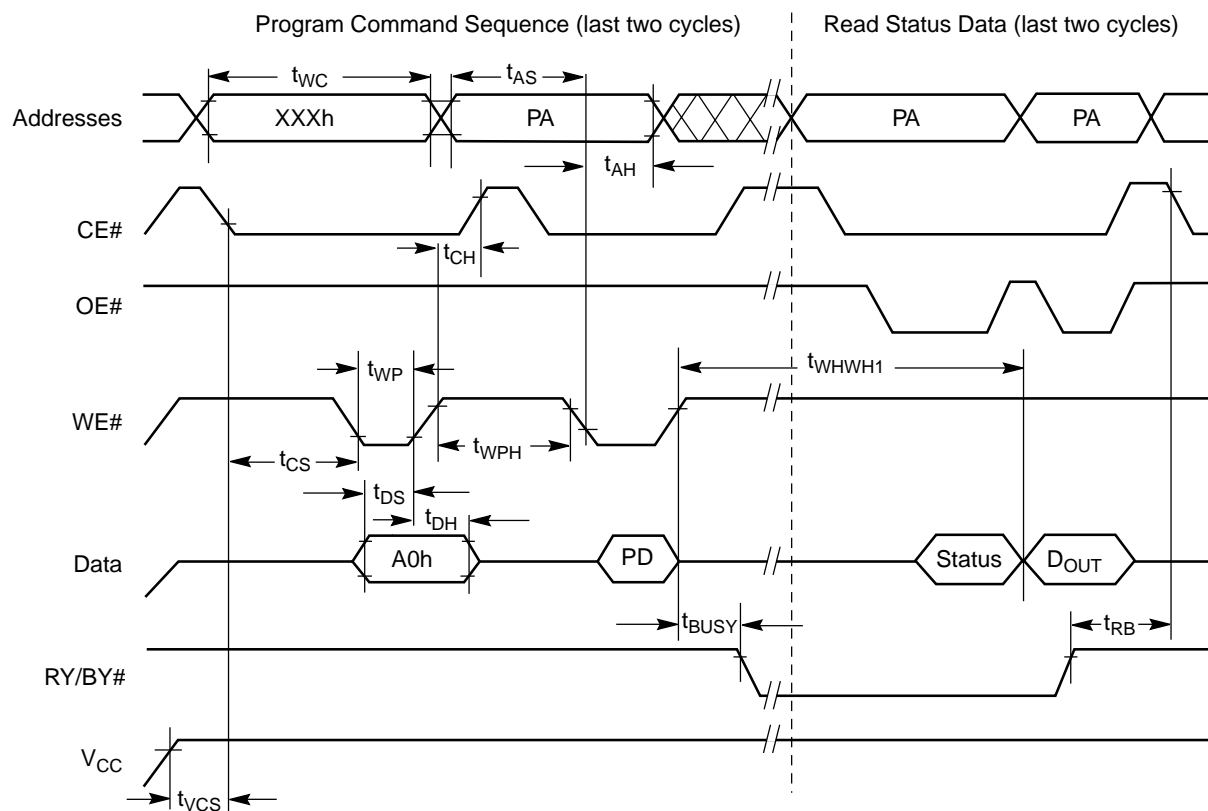 Program Command Sequence (last two cycles) Read Status Data (last two cycles)
tWC tAS
Addresses XXXh PA PA PA
tAH
CE#
tCH
OE#
tWP tWHWH1
WE#
tCS tWPH
tDS
tDH
Data A0h PD Status DOUT
tBUSY tRB
RY/BY#
VCC
tVCS